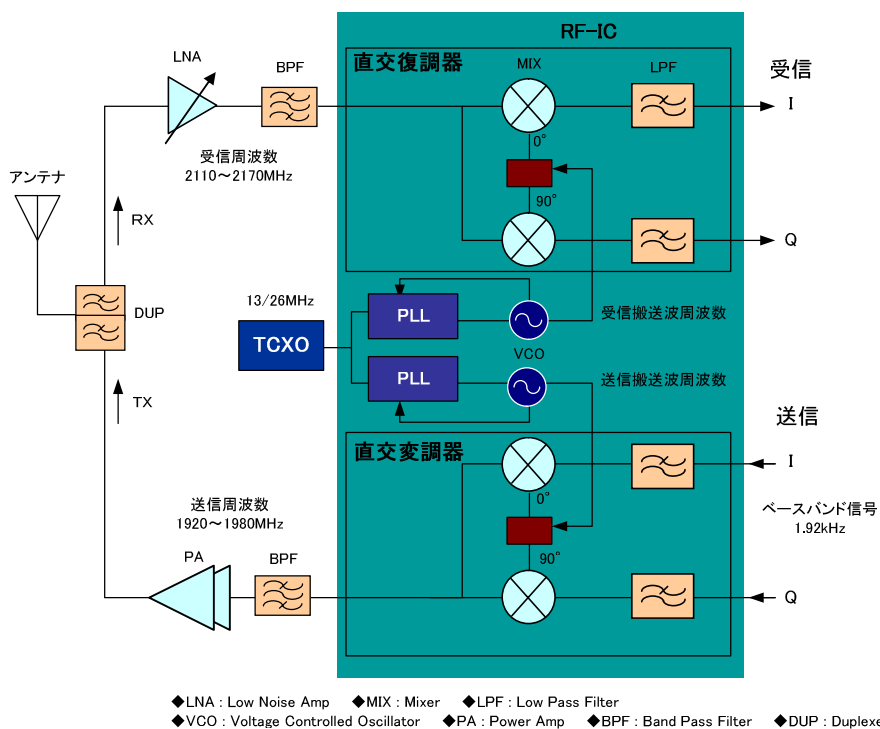 RF-IC
直交復調器
LNA
BPF
MIX
LPF
受信
I
0°
受信周波数
2110～2170MHz
アンテナ
90°
RX
Q
DUP
13/26MHz
PLL
受信搬送波周波数
TCXO
VCO
PLL
送信搬送波周波数
TX
送信
直交変調器
I
0°
送信周波数
1920～1980MHz
ベースバンド信号
1.92kHz
PA
BPF
90°
Q
◆LNA : Low Noise Amp ◆MIX : Mixer ◆LPF : Low Pass Filter
◆VCO : Voltage Controlled Oscillator ◆PA : Power Amp ◆BPF : Band Pass Filter ◆DUP : Duplexe